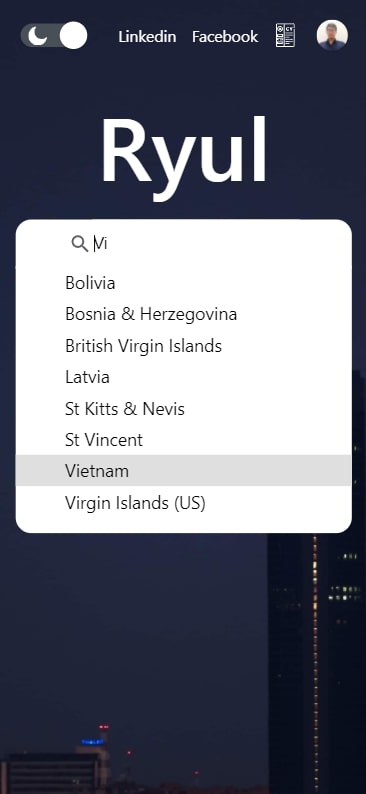 Linkedin Facebook CV
Ryul
Vi
Bolivia
Bosnia & Herzegovina
British Virgin Islands
Latvia
St Kitts & Nevis
St Vincent
Vietnam
Virgin Islands (US)